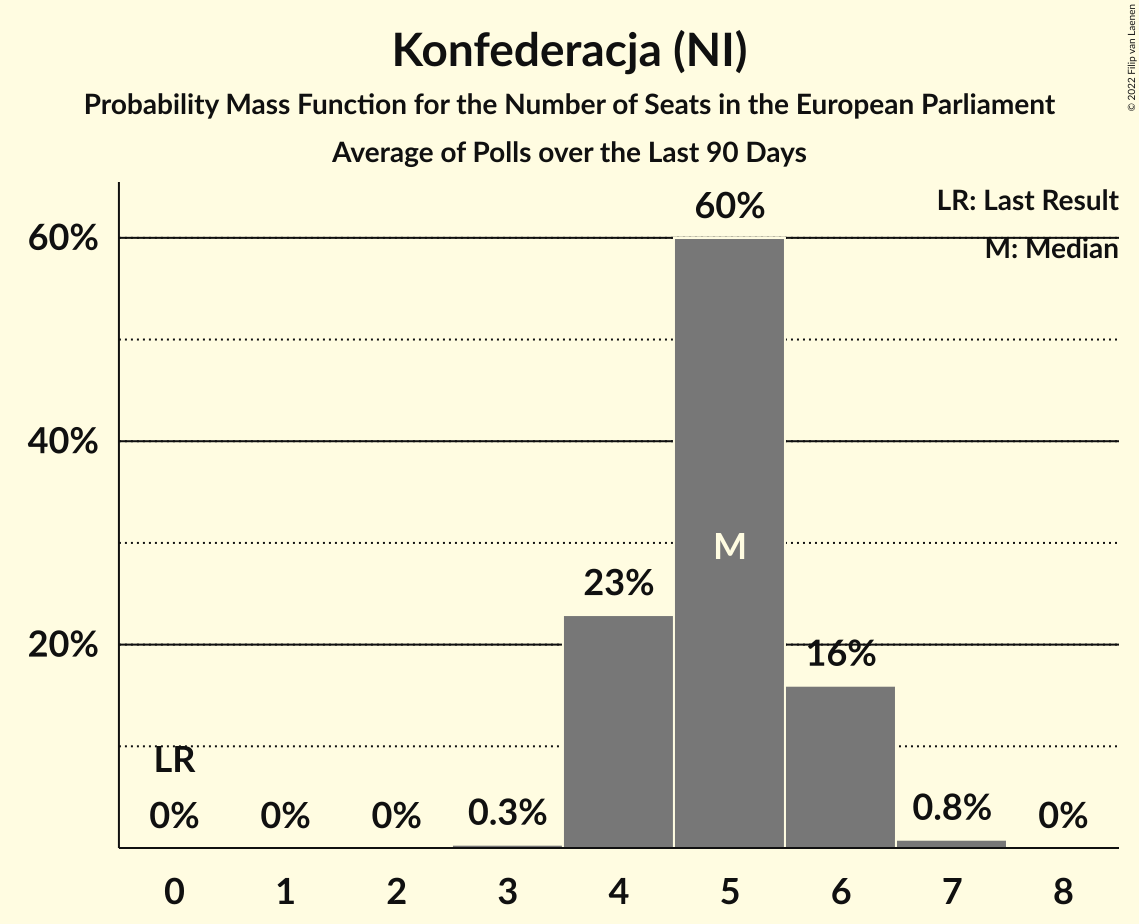 Konfederacja (NI)
Probability Mass Function for the Number of Seats in the European Parliament
Average of Polls over the Last 90 Days
© 2022 Filip van Laenen
LR: Last Result
M: Median
60%
40%
20%
60%
M
23%
16%
LR
0%
0%
0%
0.3%
0.8%
0%
0 1 2 3 4 5 6 7 8